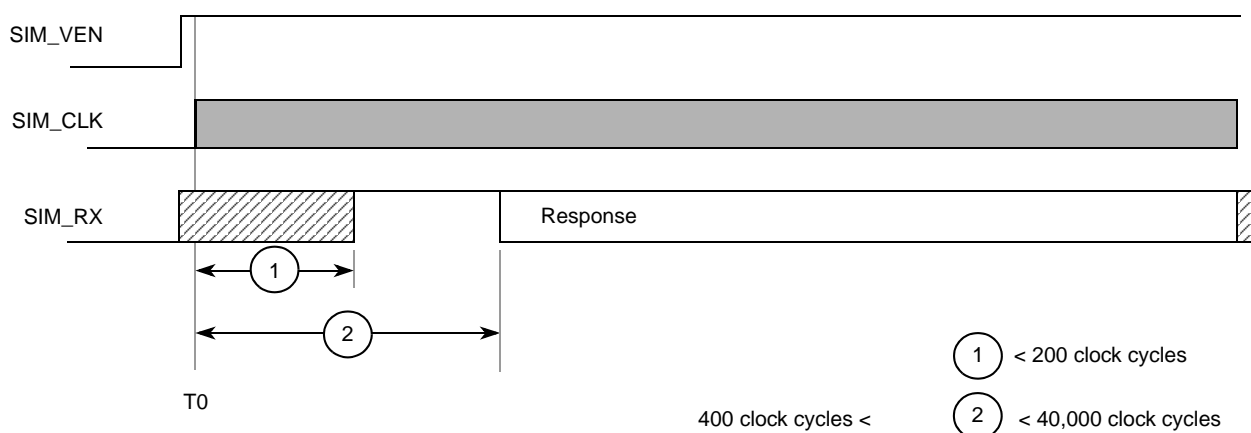 SIM_VEN
SIM_CLK
SIM_RX
Response
1
2
T0
1 < 200 clock cycles
400 clock cycles < 2 < 40,000 clock cycles